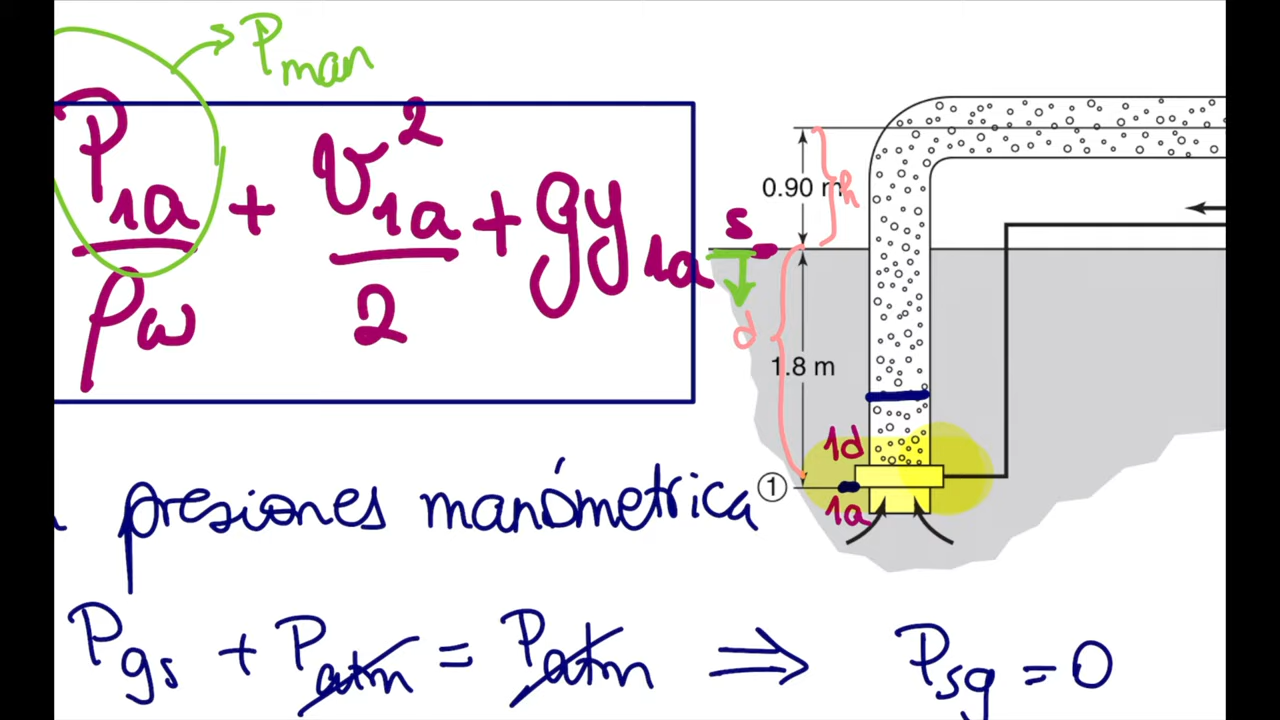 Pman
P1a/ρω + v1a²/2 + gy1a
0.90 m
h
s
d
1.8 m
1d
①
1a
presiones manómetrica
Pgs + Patm = Patm ⇒ Psg = 0